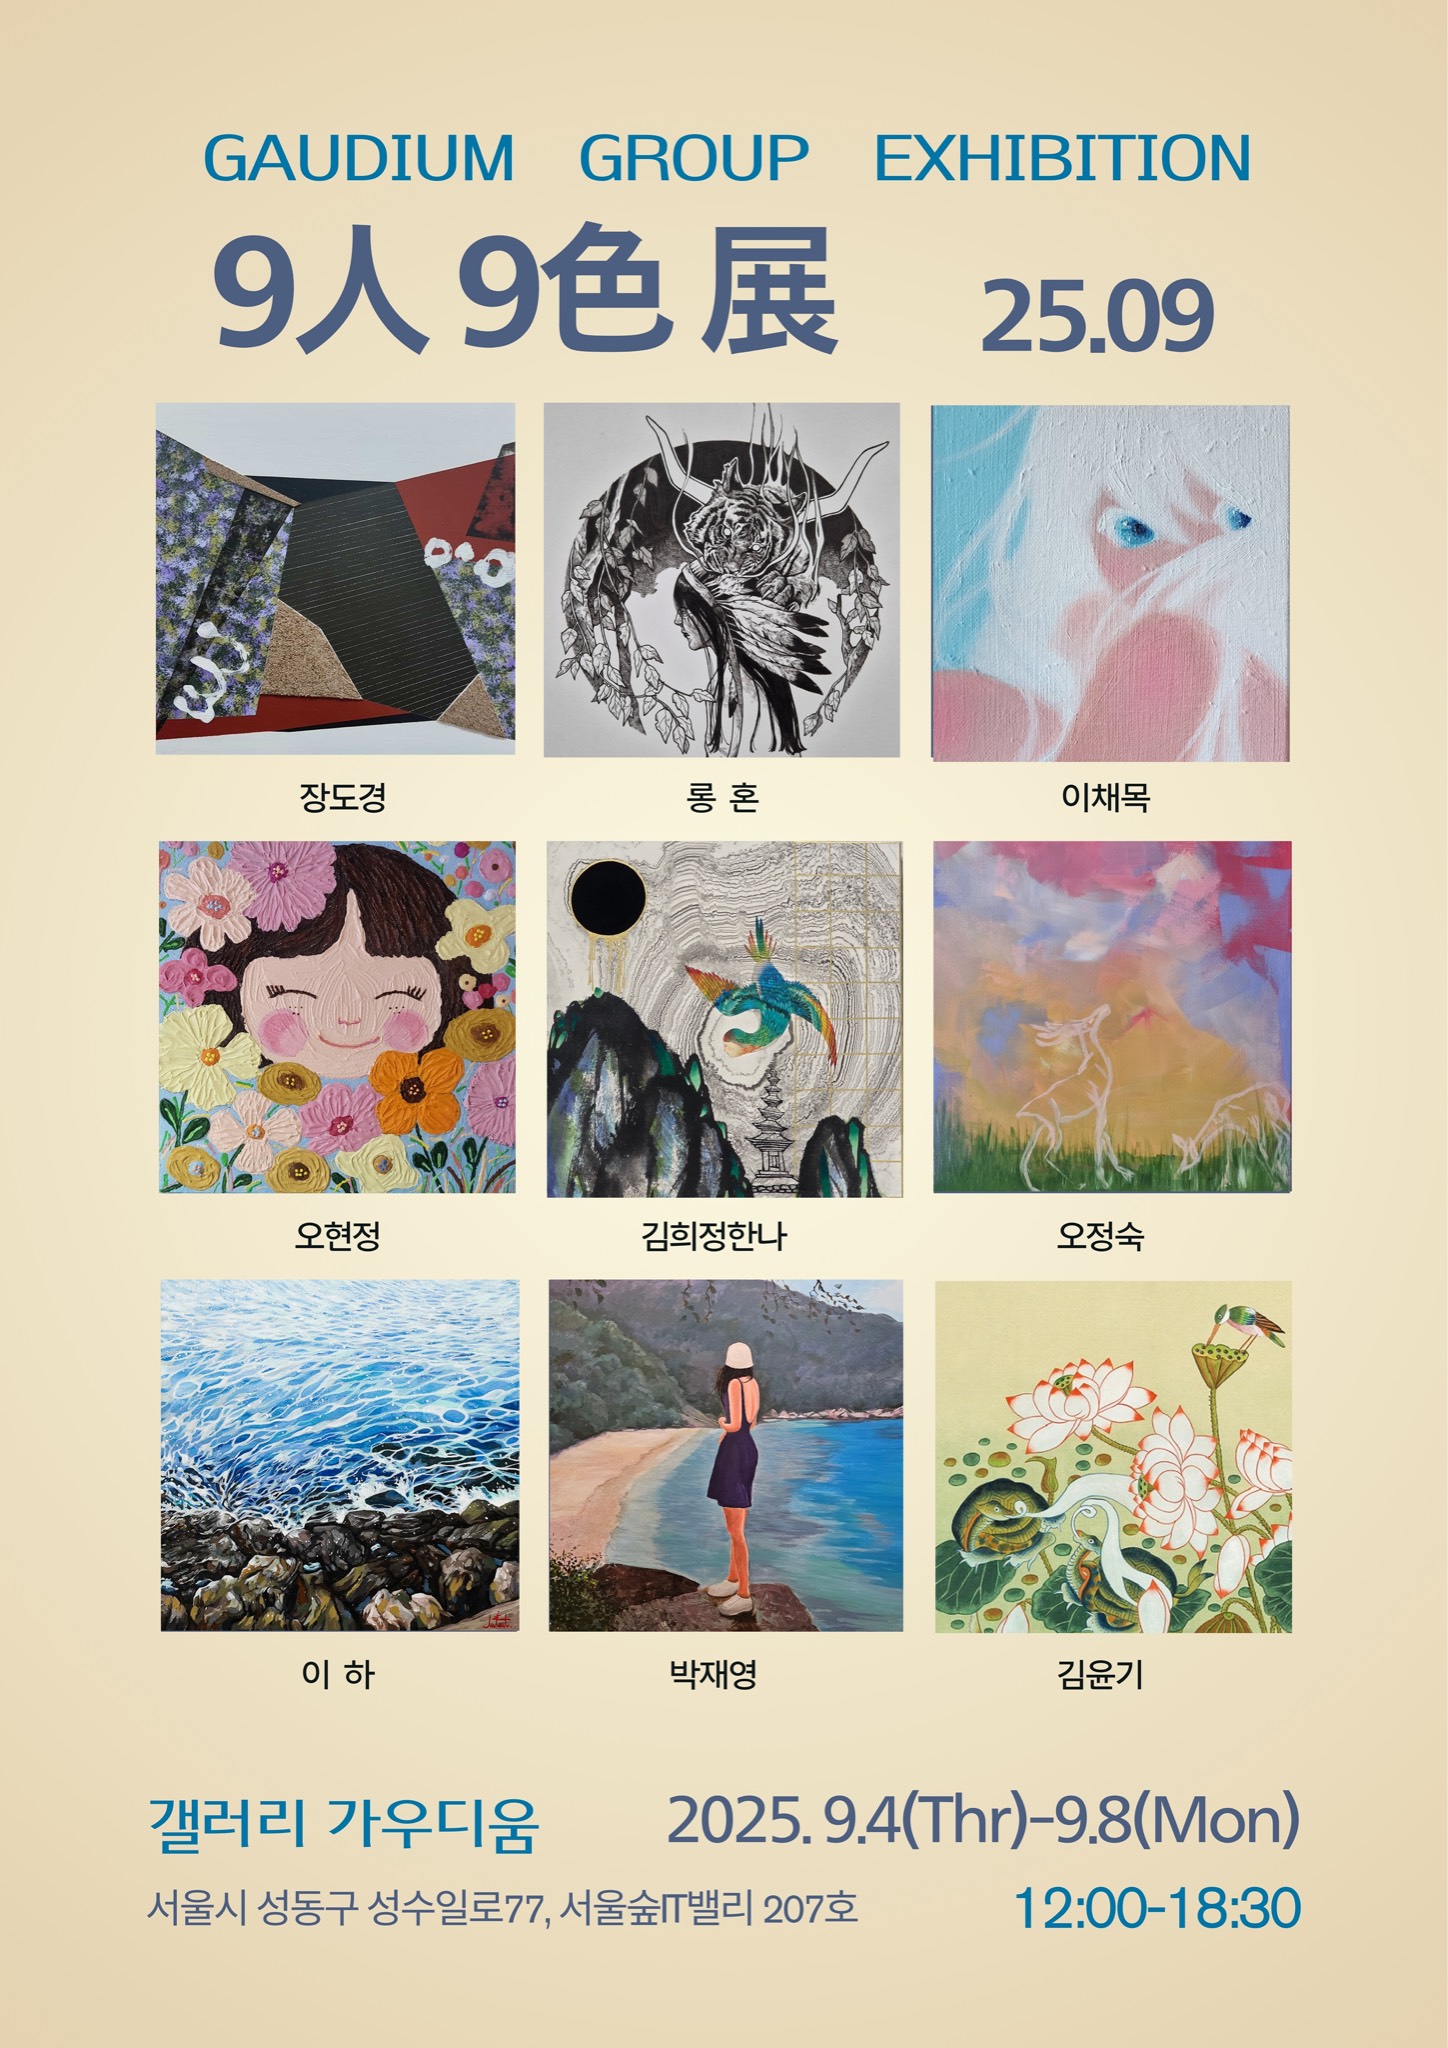 GAUDIUM GROUP EXHIBITION
9人 9色 展 25.09
장도경 롱 혼 이채목
오현정 김희정한나 오정숙
이 하 박재영 김윤기
갤러리 가우디움 2025. 9.4(Thr)-9.8(Mon)
서울시 성동구 성수일로77, 서울숲IT밸리 207호 12:00-18:30